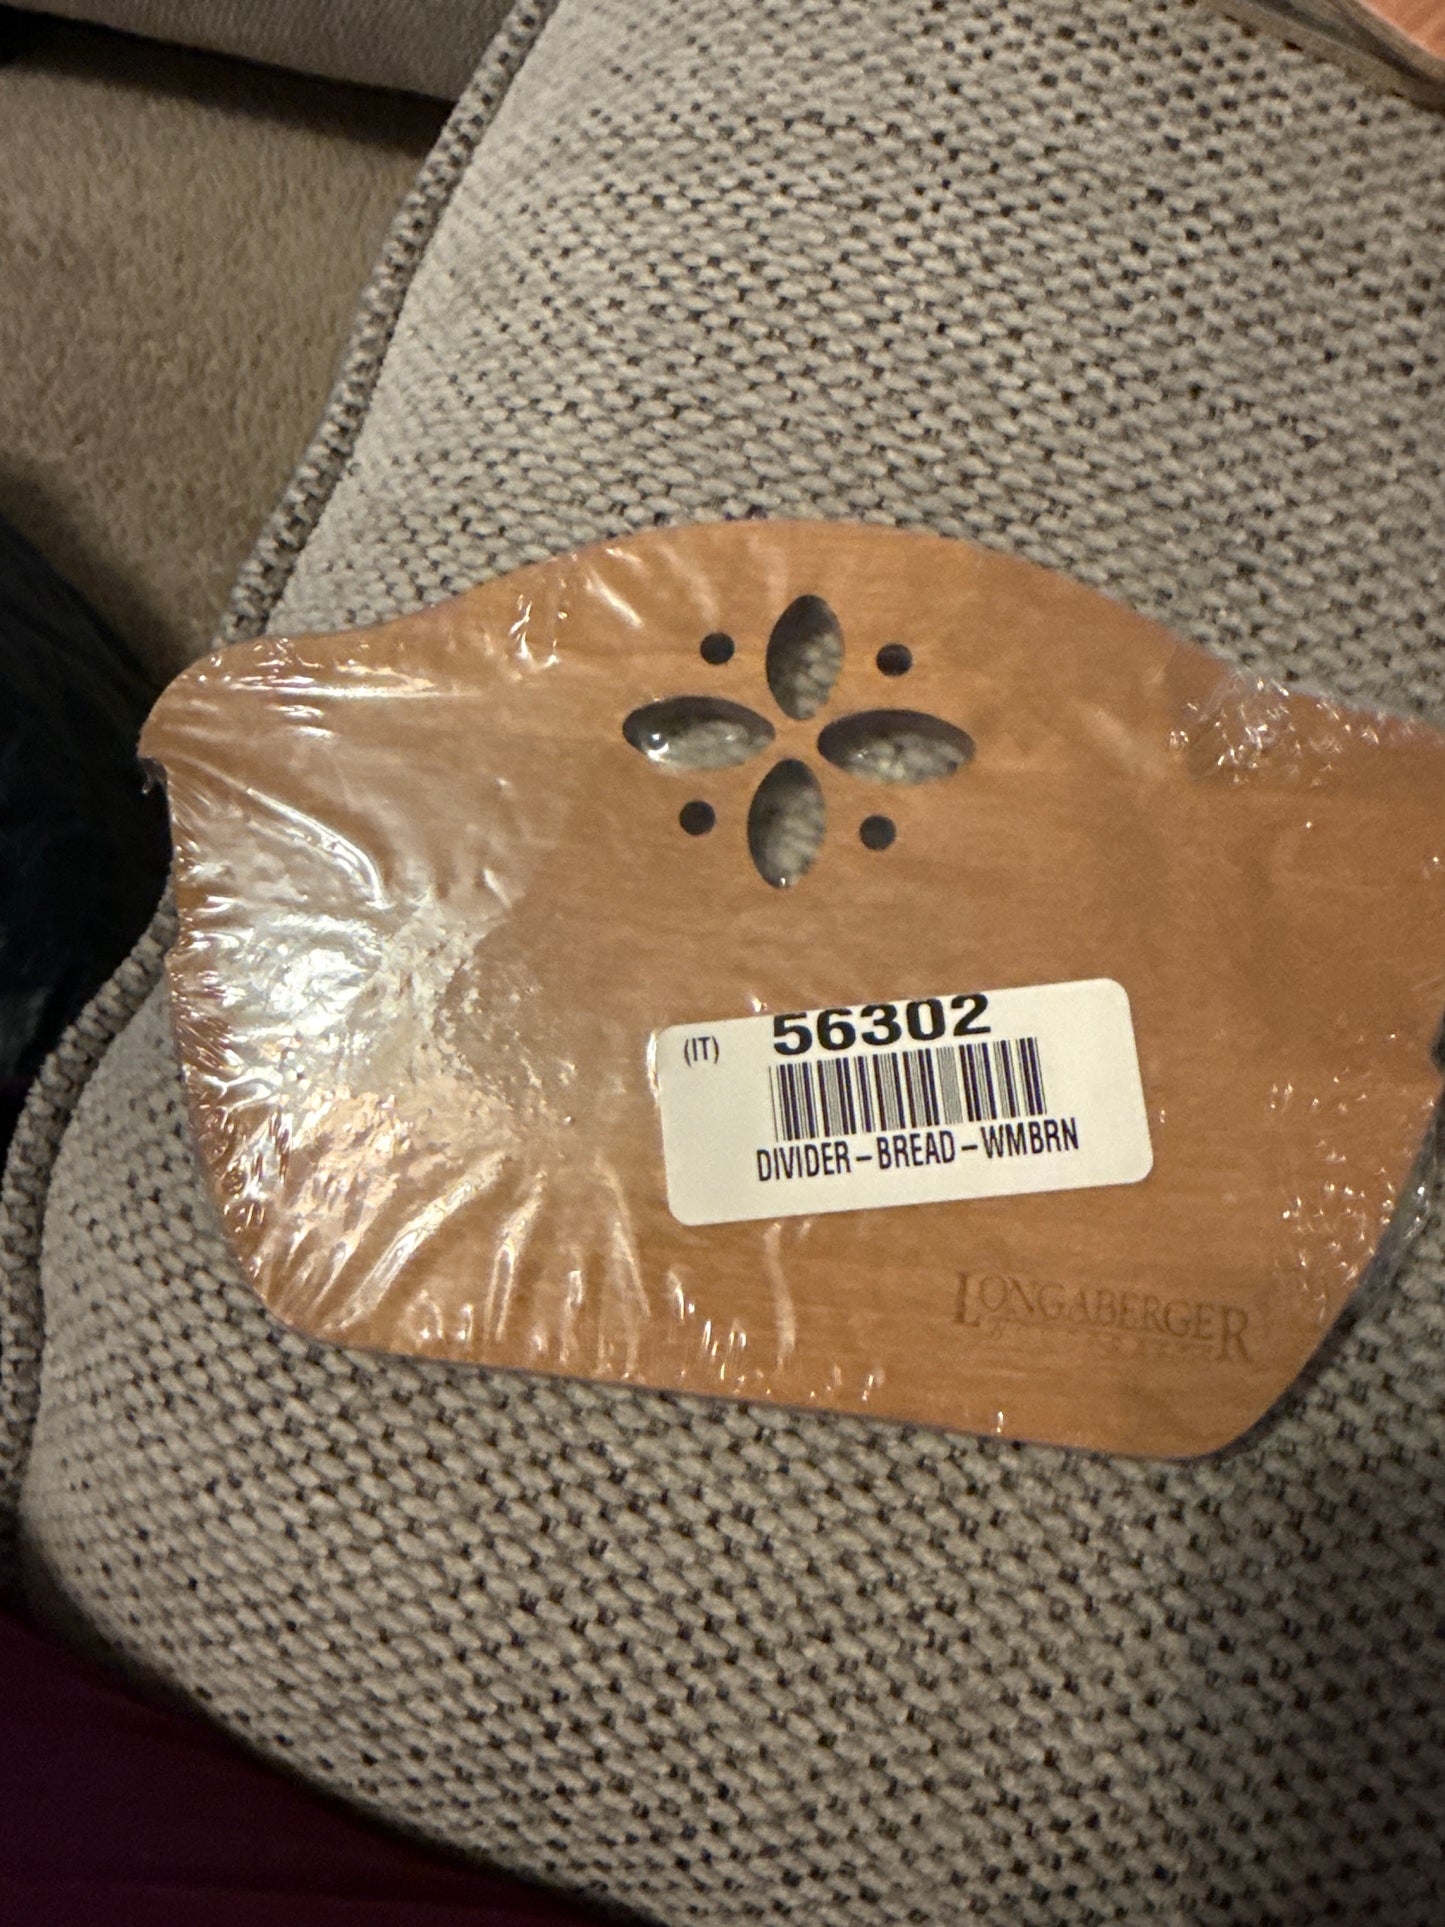 (IT) 56302
DIVIDER-BREAD-WMBRN
LONGABERGER